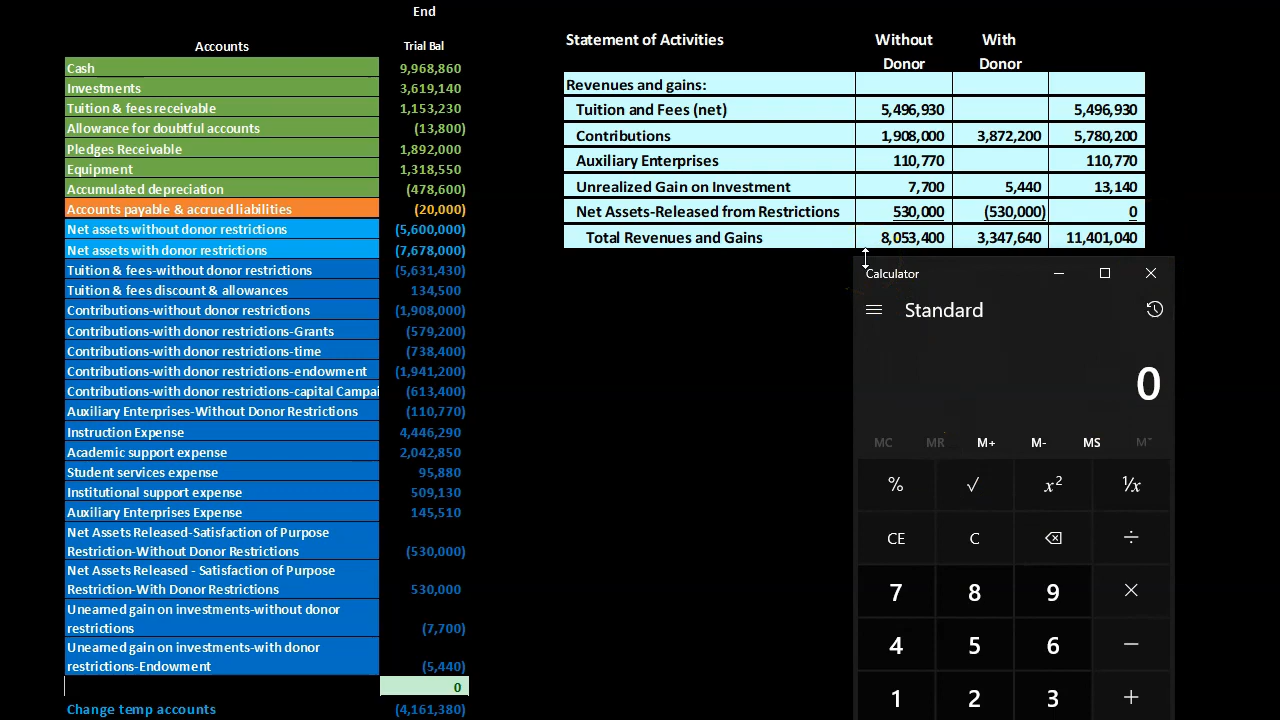 End
Accounts Trial Bal
Cash 9,968,860
Investments 3,619,140
Tuition & fees receivable 1,153,230
Allowance for doubtful accounts (13,800)
Pledges Receivable 1,892,000
Equipment 1,318,550
Accumulated depreciation (478,600)
Accounts payable & accrued liabilities (20,000)
Net assets without donor restrictions (5,600,000)
Net assets with donor restrictions (7,678,000)
Tuition & fees-without donor restrictions (5,631,430)
Tuition & fees discount & allowances 134,500
Contributions-without donor restrictions (1,908,000)
Contributions-with donor restrictions-Grants (579,200)
Contributions-with donor restrictions-time (738,400)
Contributions-with donor restrictions-endowment (1,941,200)
Contributions-with donor restrictions-capital Campai (613,400)
Auxiliary Enterprises-Without Donor Restrictions (110,770)
Instruction Expense 4,446,290
Academic support expense 2,042,850
Student services expense 95,880
Institutional support expense 509,130
Auxiliary Enterprises Expense 145,510
Net Assets Released-Satisfaction of Purpose
Restriction-Without Donor Restrictions (530,000)
Net Assets Released - Satisfaction of Purpose
Restriction-With Donor Restrictions 530,000
Unearned gain on investments-without donor
restrictions (7,700)
Unearned gain on investments-with donor
restrictions-Endowment (5,440)
0
Change temp accounts (4,161,380)
Statement of Activities Without With
Donor Donor
Revenues and gains:
Tuition and Fees (net) 5,496,930 5,496,930
Contributions 1,908,000 3,872,200 5,780,200
Auxiliary Enterprises 110,770 110,770
Unrealized Gain on Investment 7,700 5,440 13,140
Net Assets-Released from Restrictions 530,000 (530,000) 0
Total Revenues and Gains 8,053,400 3,347,640 11,401,040
Calculator
Standard
0
MC MR M+ M- MS M˅
% √ x² ¹/x
CE C ÷
7 8 9 ×
4 5 6 −
1 2 3 +